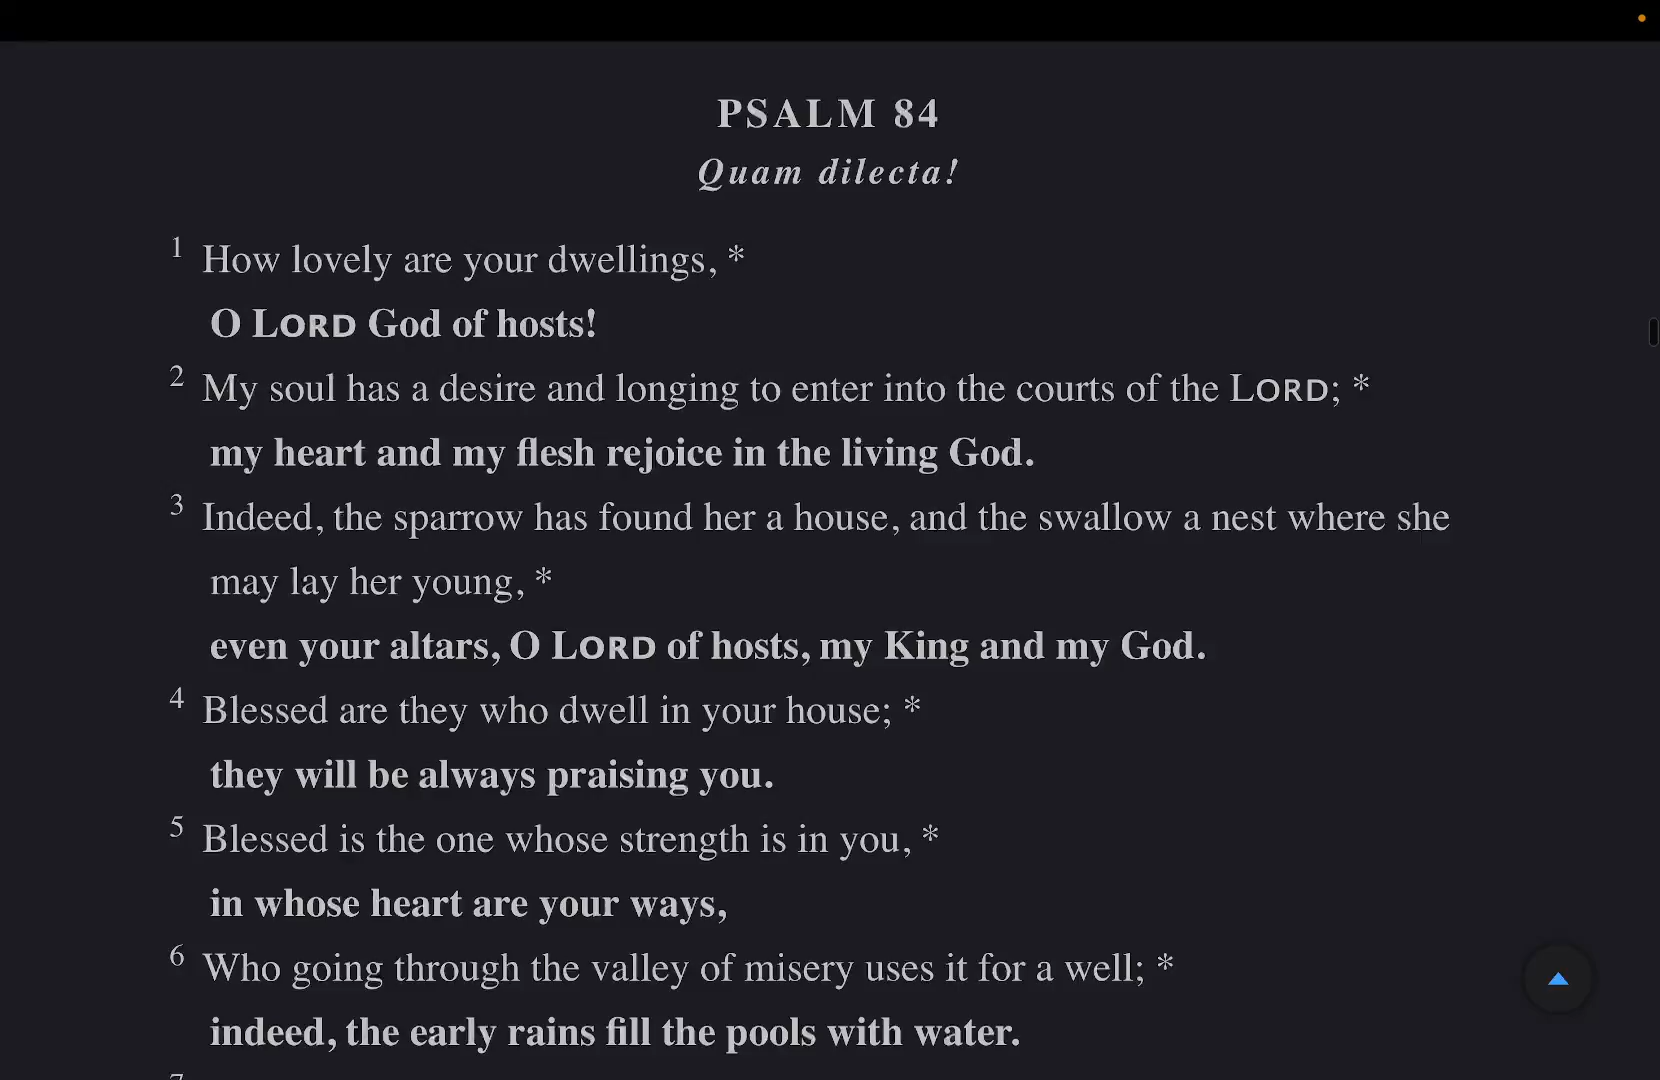 PSALM 84
Quam dilecta!
1 How lovely are your dwellings, *
O LORD God of hosts!
2 My soul has a desire and longing to enter into the courts of the LORD; *
my heart and my flesh rejoice in the living God.
3 Indeed, the sparrow has found her a house, and the swallow a nest where she
may lay her young, *
even your altars, O LORD of hosts, my King and my God.
4 Blessed are they who dwell in your house; *
they will be always praising you.
5 Blessed is the one whose strength is in you, *
in whose heart are your ways,
6 Who going through the valley of misery uses it for a well; *
indeed, the early rains fill the pools with water.